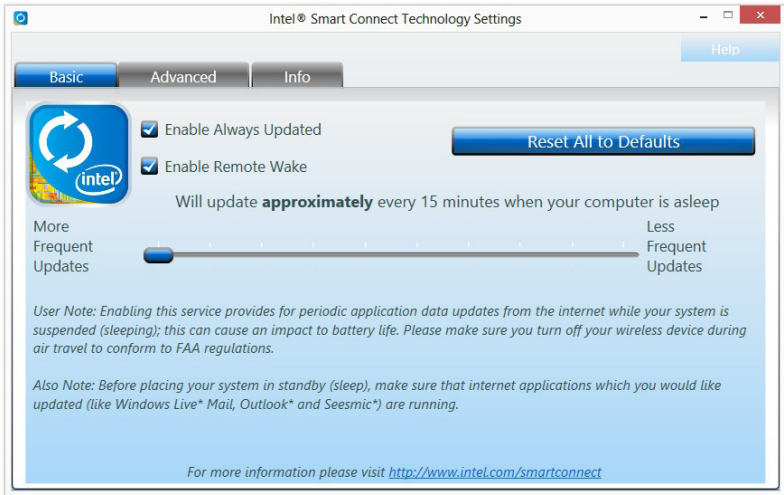 Intel® Smart Connect Technology Settings
Help
Basic Advanced Info
Enable Always Updated
Reset All to Defaults
Enable Remote Wake
(intel)
Will update approximately every 15 minutes when your computer is asleep
More
Frequent
Updates
Less
Frequent
Updates
User Note: Enabling this service provides for periodic application data updates from the internet while your system is
suspended (sleeping); this can cause an impact to battery life. Please make sure you turn off your wireless device during
air travel to conform to FAA regulations.
Also Note: Before placing your system in standby (sleep), make sure that internet applications which you would like
updated (like Windows Live* Mail, Outlook* and Seesmic*) are running.
For more information please visit http://www.intel.com/smartconnect